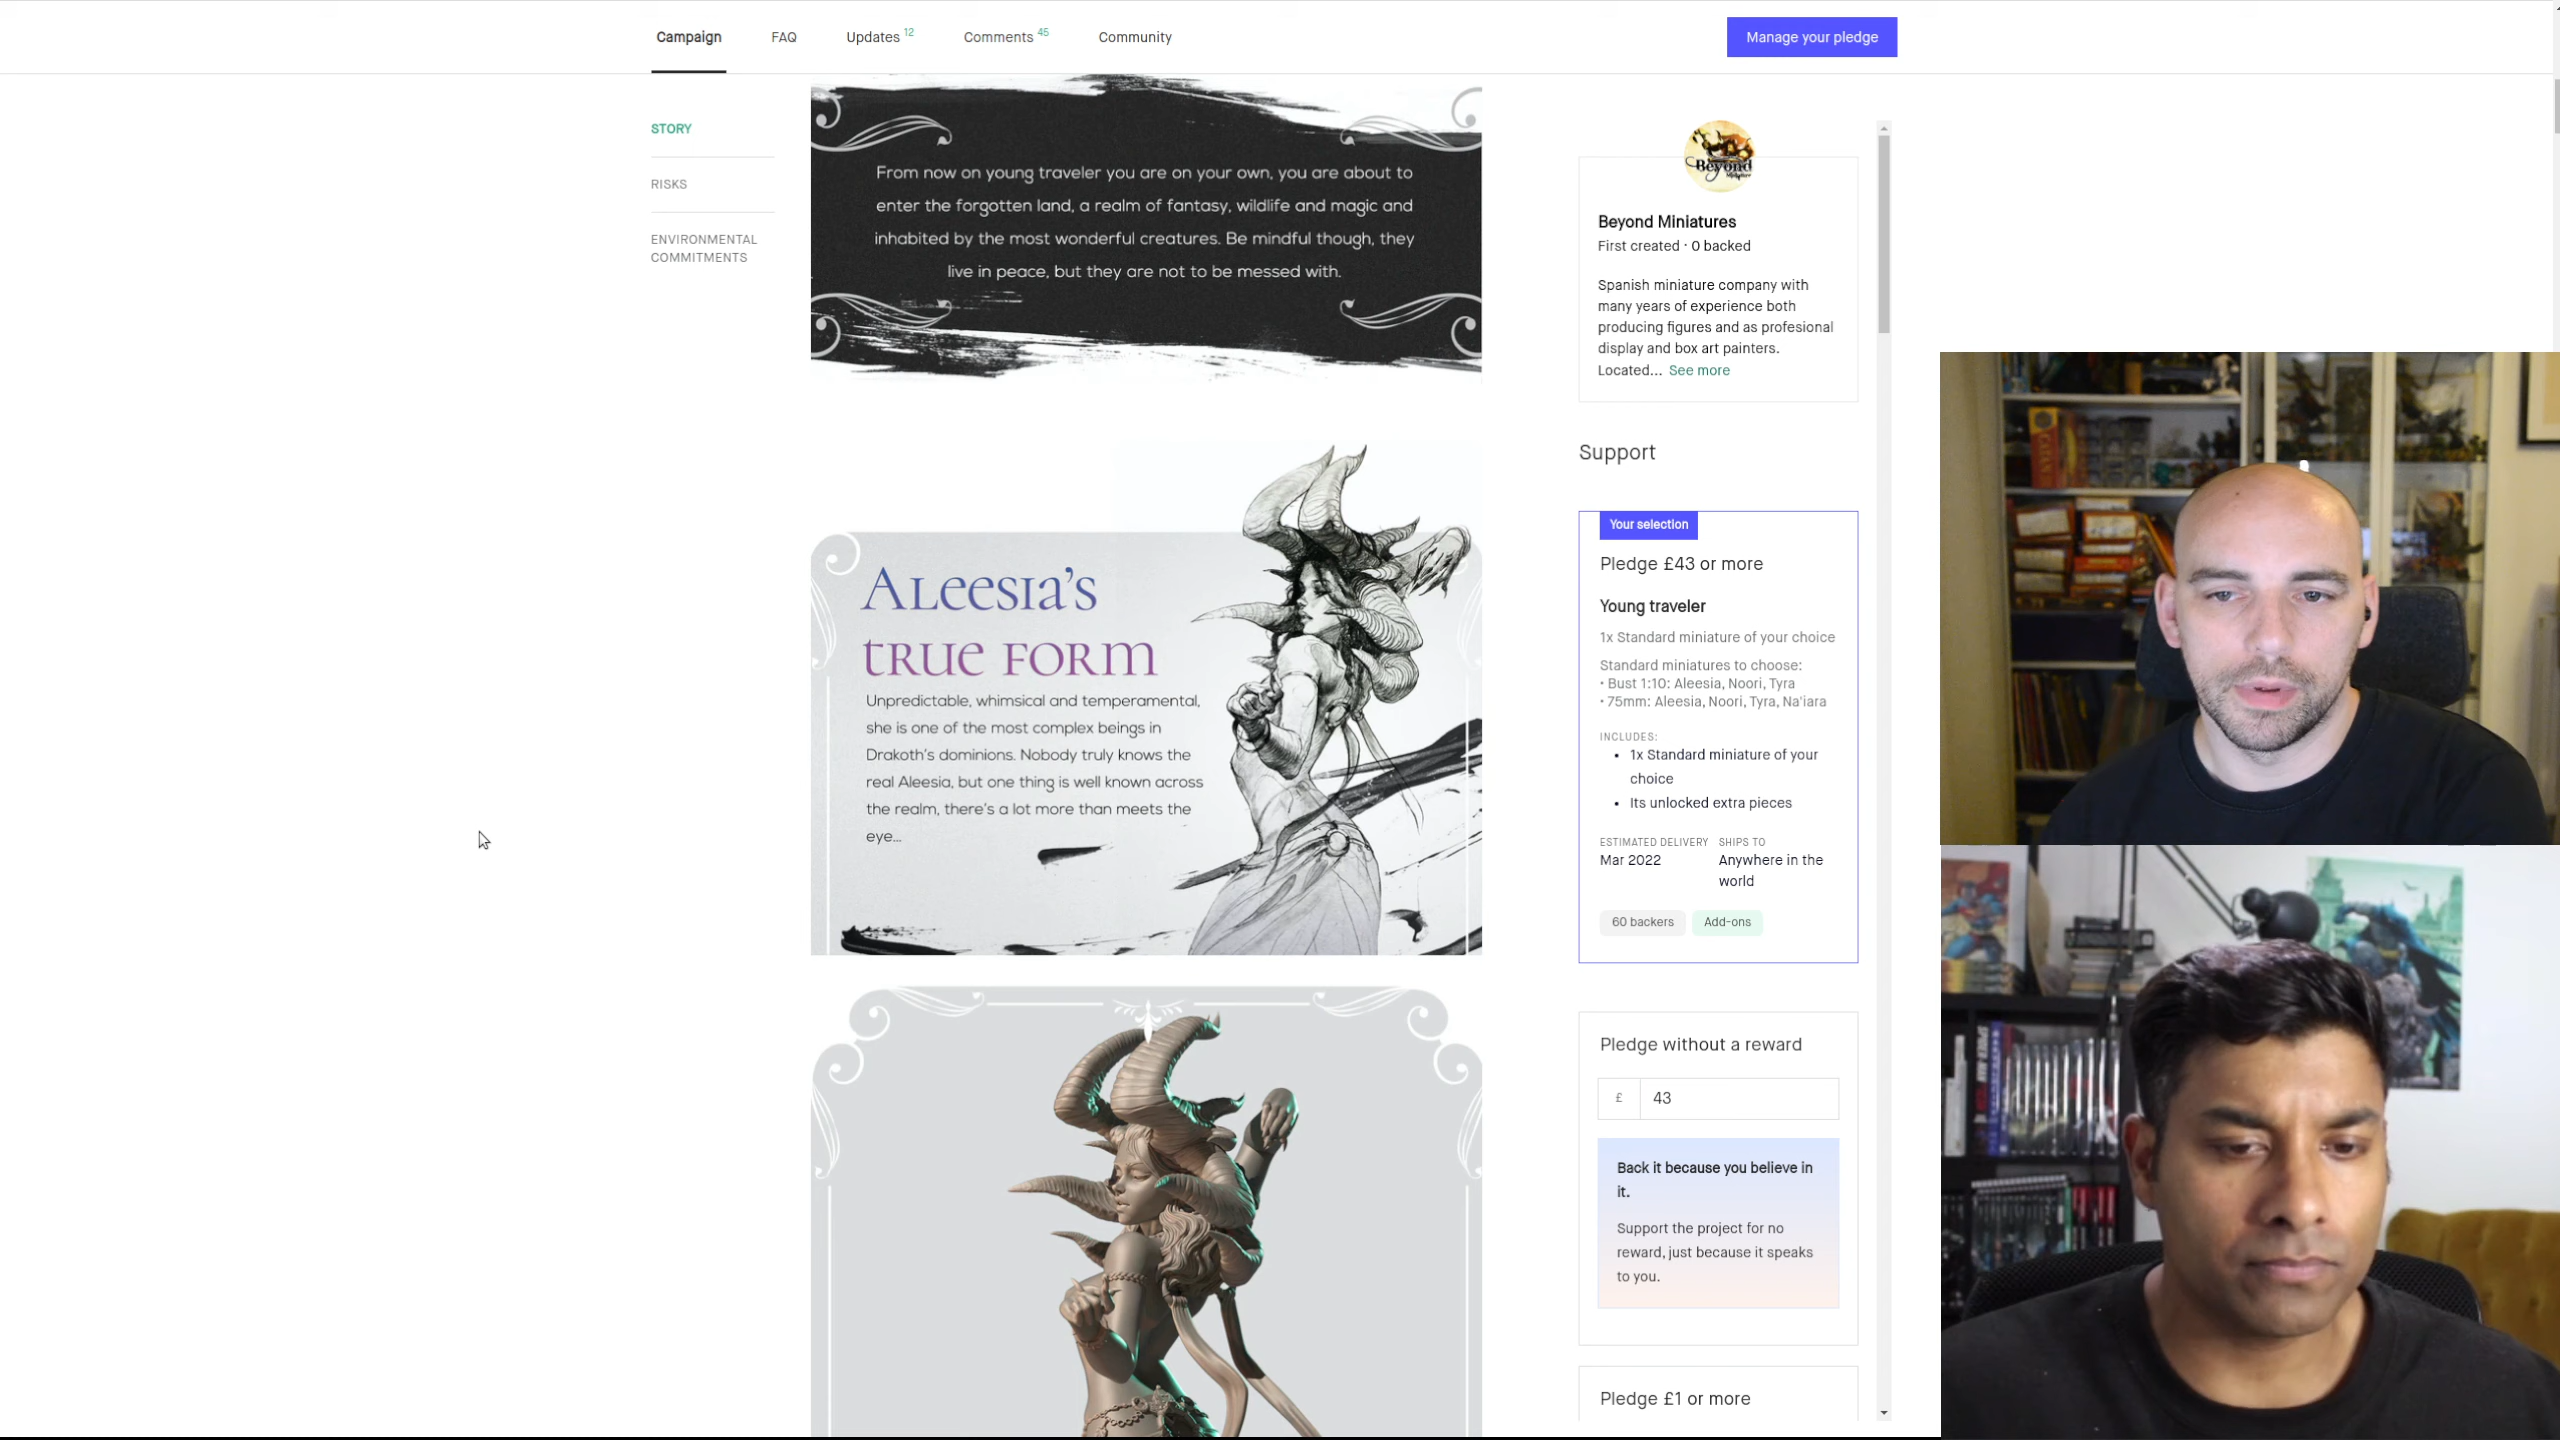 Campaign
FAQ
Updates 12
Comments 45
Community
Manage your pledge
STORY
RISKS
ENVIRONMENTAL
COMMITMENTS
From now on young traveler you are on your own, you are about to
enter the forgotten land, a realm of fantasy, wildlife and magic and
inhabited by the most wonderful creatures. Be mindful though, they
live in peace, but they are not to be messed with.
Aleesia's
true form
Unpredictable, whimsical and temperamental,
she is one of the most complex beings in
Drakoth's dominions. Nobody truly knows the
real Aleesia, but one thing is well known across
the realm, there's a lot more than meets the
eye...
Beyond
Beyond Miniatures
First created · 0 backed
Spanish miniature company with
many years of experience both
producing figures and as profesional
display and box art painters.
Located... See more
Support
Your selection
Pledge £43 or more
Young traveler
1x Standard miniature of your choice
Standard miniatures to choose:
• Bust 1:10: Aleesia, Noori, Tyra
• 75mm: Aleesia, Noori, Tyra, Na'iara
INCLUDES:
• 1x Standard miniature of your
choice
• Its unlocked extra pieces
ESTIMATED DELIVERY
Mar 2022
SHIPS TO
Anywhere in the
world
60 backers
Add-ons
Pledge without a reward
£ 43
Back it because you believe in
it.
Support the project for no
reward, just because it speaks
to you.
Pledge £1 or more
CATAN